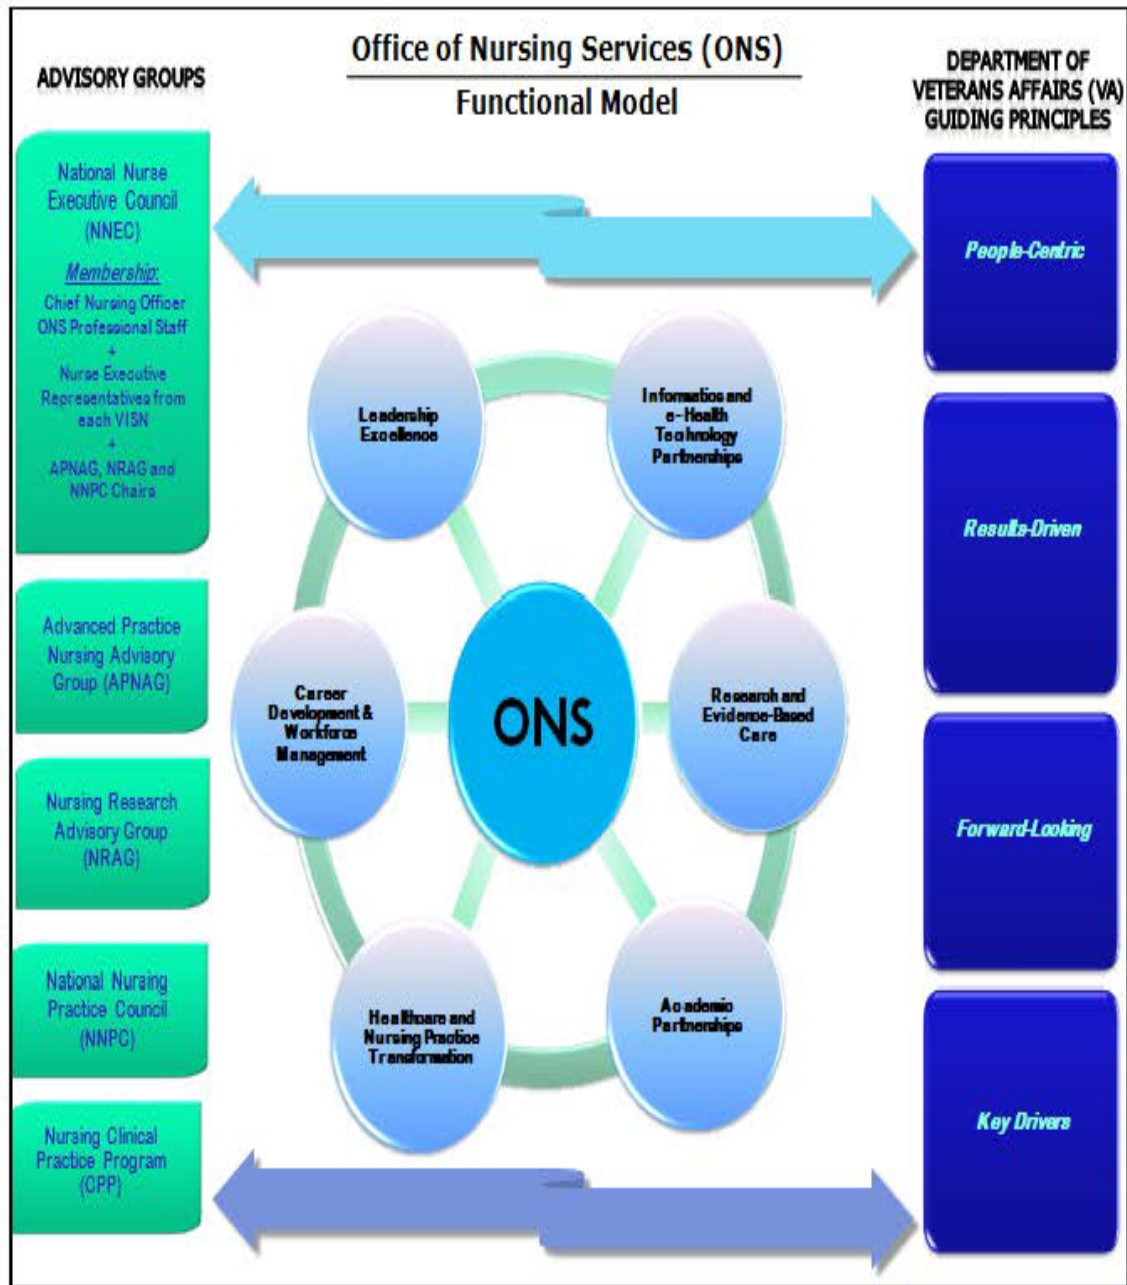 Office of Nursing Services (ONS)
Functional Model
ADVISORY GROUPS
National Nurse
Executive Council
(NNEC)
Membership:
Chief Nursing Officer
ONS Professional Staff
+
Nurse Executive
Representatives from
each VISN
+
APNAG, NRAG and
NNPC Chairs
Advanced Practice
Nursing Advisory
Group (APNAG)
Nursing Research
Advisory Group
(NRAG)
National Nursing
Practice Council
(NNPC)
Nursing Clinical
Practice Program
(CPP)
Leadership
Excellence
Informatics and
e-Health
Technology
Partnerships
Career
Development &
Workforce
Management
ONS
Research and
Evidence-Based
Care
Healthcare and
Nursing Practice
Transformation
Academic
Partnerships
DEPARTMENT OF
VETERANS AFFAIRS (VA)
GUIDING PRINCIPLES
People-Centric
Results-Driven
Forward-Looking
Key Drivers